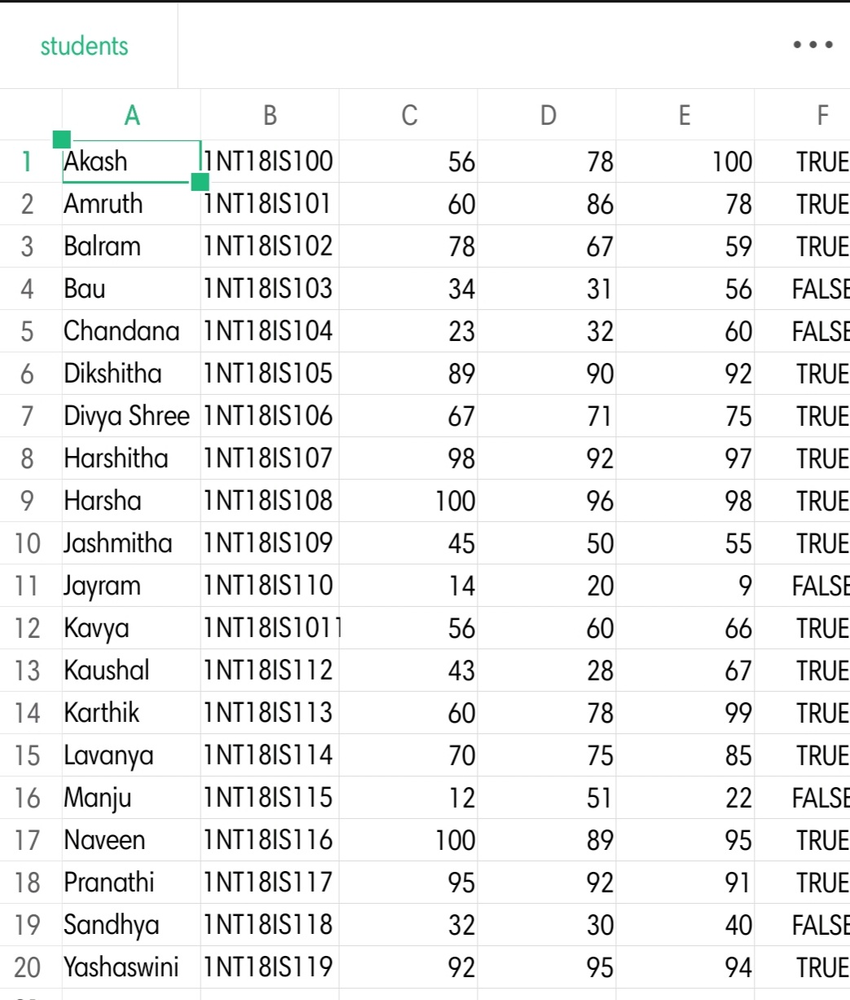 students
A B C D E F
1 Akash 1NT18IS100 56 78 100 TRUE
2 Amruth 1NT18IS101 60 86 78 TRUE
3 Balram 1NT18IS102 78 67 59 TRUE
4 Bau 1NT18IS103 34 31 56 FALSE
5 Chandana 1NT18IS104 23 32 60 FALSE
6 Dikshitha 1NT18IS105 89 90 92 TRUE
7 Divya Shree 1NT18IS106 67 71 75 TRUE
8 Harshitha 1NT18IS107 98 92 97 TRUE
9 Harsha 1NT18IS108 100 96 98 TRUE
10 Jashmitha 1NT18IS109 45 50 55 TRUE
11 Jayram 1NT18IS110 14 20 9 FALSE
12 Kavya 1NT18IS1011 56 60 66 TRUE
13 Kaushal 1NT18IS112 43 28 67 TRUE
14 Karthik 1NT18IS113 60 78 99 TRUE
15 Lavanya 1NT18IS114 70 75 85 TRUE
16 Manju 1NT18IS115 12 51 22 FALSE
17 Naveen 1NT18IS116 100 89 95 TRUE
18 Pranathi 1NT18IS117 95 92 91 TRUE
19 Sandhya 1NT18IS118 32 30 40 FALSE
20 Yashaswini 1NT18IS119 92 95 94 TRUE